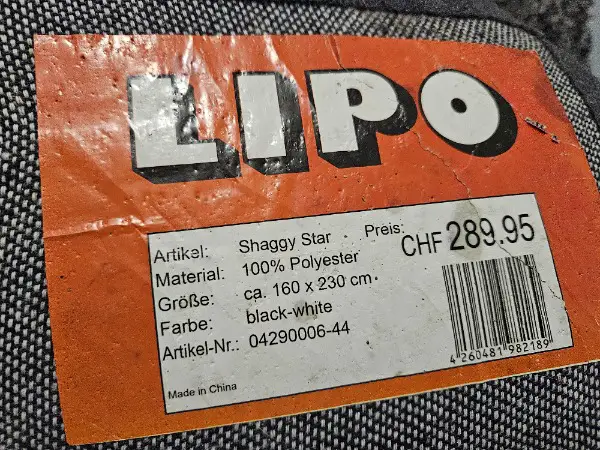 LIPO
Artikel: Shaggy Star Preis: CHF 289.95
Material: 100% Polyester
Größe: ca. 160 x 230 cm
Farbe: black-white
Artikel-Nr.: 04290006-44
4 260481 982189
Made in China